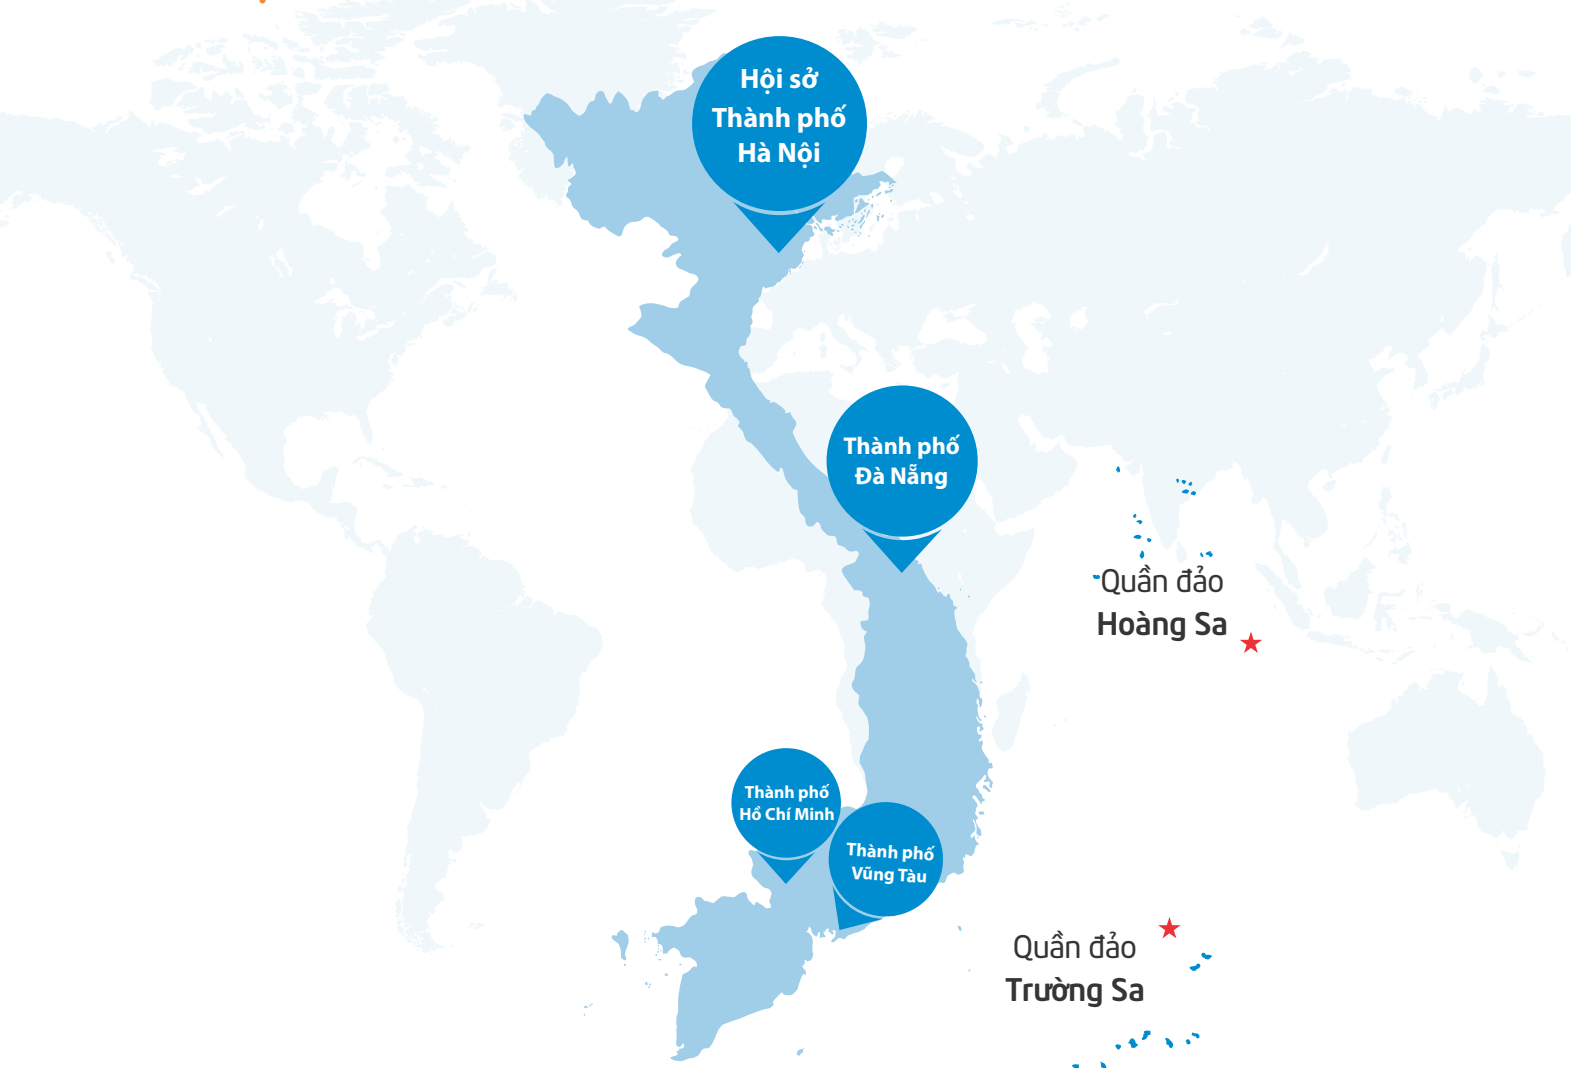 Hội sở
Thành phố
Hà Nội
Thành phố
Đà Nẵng
Quần đảo
Hoàng Sa
Thành phố
Hồ Chí Minh
Thành phố
Vũng Tàu
Quần đảo
Trường Sa